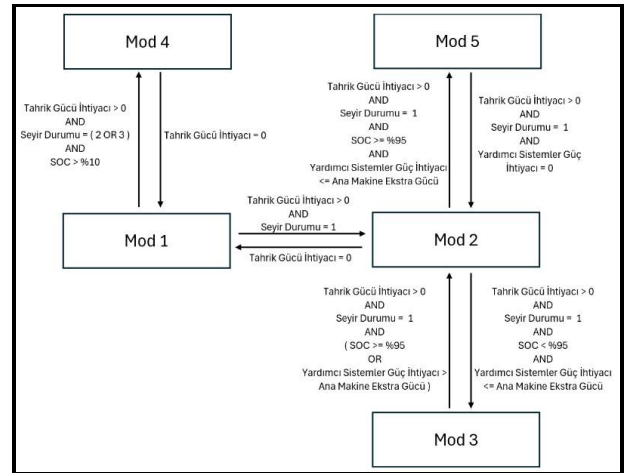 Mod 4
Mod 5
Tahrik Gücü İhtiyacı > 0
AND
Seyir Durumu = ( 2 OR 3 )
AND
SOC > %10
Tahrik Gücü İhtiyacı = 0
Tahrik Gücü İhtiyacı > 0
AND
Seyir Durumu = 1
AND
SOC >= %95
AND
Yardımcı Sistemler Güç İhtiyacı
<= Ana Makine Ekstra Gücü
Tahrik Gücü İhtiyacı > 0
AND
Seyir Durumu = 1
AND
Yardımcı Sistemler Güç
İhtiyacı = 0
Mod 1
Tahrik Gücü İhtiyacı > 0
AND
Seyir Durumu = 1
Tahrik Gücü İhtiyacı = 0
Mod 2
Tahrik Gücü İhtiyacı > 0
AND
Seyir Durumu = 1
AND
( SOC >= %95
OR
Yardımcı Sistemler Güç İhtiyacı >
Ana Makine Ekstra Gücü )
Tahrik Gücü İhtiyacı > 0
AND
Seyir Durumu = 1
AND
SOC < %95
AND
Yardımcı Sistemler Güç İhtiyacı
<= Ana Makine Ekstra Gücü
Mod 3